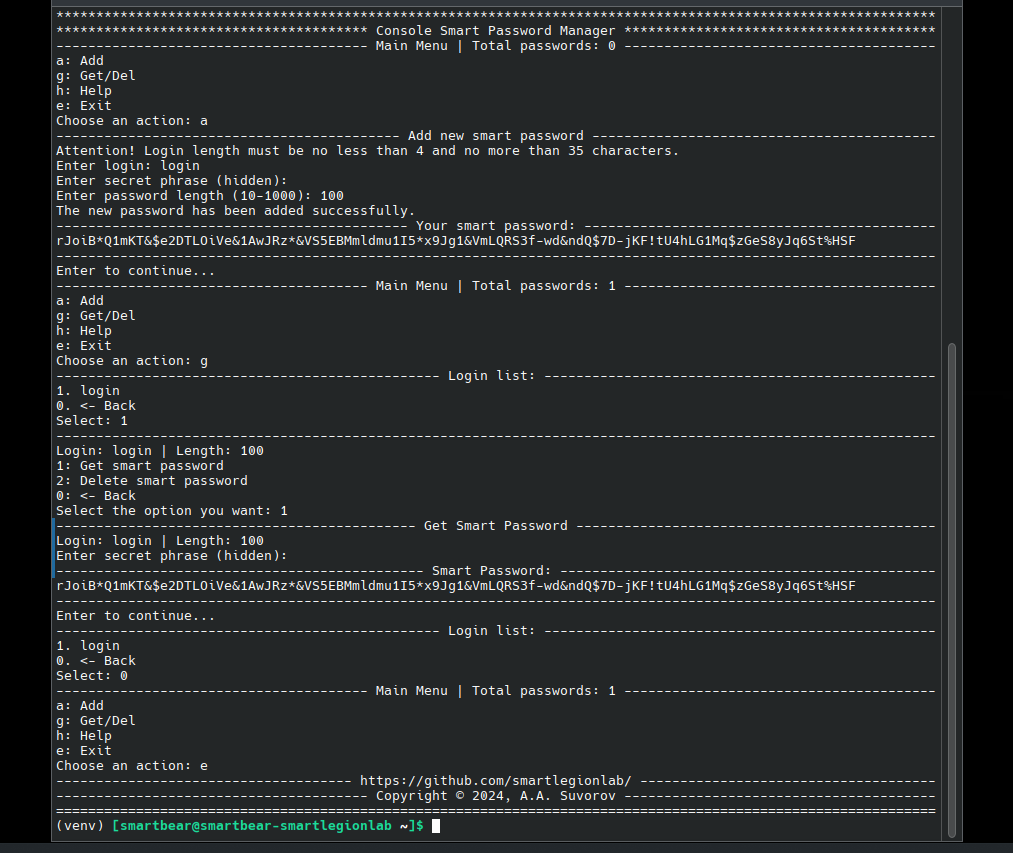 **************************************************************************************************************
*************************************** Console Smart Password Manager ***************************************
--------------------------------------- Main Menu | Total passwords: 0 ---------------------------------------
a: Add
g: Get/Del
h: Help
e: Exit
Choose an action: a
------------------------------------------- Add new smart password -------------------------------------------
Attention! Login length must be no less than 4 and no more than 35 characters.
Enter login: login
Enter secret phrase (hidden):
Enter password length (10-1000): 100
The new password has been added successfully.
-------------------------------------------- Your smart password: --------------------------------------------
rJoiB*Q1mKT&$e2DTLOiVe&1AwJRz*&VS5EBMmldmu1I5*x9Jg1&VmLQRS3f-wd&ndQ$7D-jKF!tU4hLG1Mq$zGeS8yJq6St%HSF
--------------------------------------------------------------------------------------------------------------
Enter to continue...
--------------------------------------- Main Menu | Total passwords: 1 ---------------------------------------
a: Add
g: Get/Del
h: Help
e: Exit
Choose an action: g
------------------------------------------------ Login list: -------------------------------------------------
1. login
0. <- Back
Select: 1
--------------------------------------------------------------------------------------------------------------
Login: login | Length: 100
1: Get smart password
2: Delete smart password
0: <- Back
Select the option you want: 1
--------------------------------------------- Get Smart Password ---------------------------------------------
Login: login | Length: 100
Enter secret phrase (hidden):
---------------------------------------------- Smart Password: -----------------------------------------------
rJoiB*Q1mKT&$e2DTLOiVe&1AwJRz*&VS5EBMmldmu1I5*x9Jg1&VmLQRS3f-wd&ndQ$7D-jKF!tU4hLG1Mq$zGeS8yJq6St%HSF
--------------------------------------------------------------------------------------------------------------
Enter to continue...
------------------------------------------------ Login list: -------------------------------------------------
1. login
0. <- Back
Select: 0
--------------------------------------- Main Menu | Total passwords: 1 ---------------------------------------
a: Add
g: Get/Del
h: Help
e: Exit
Choose an action: e
------------------------------------- https://github.com/smartlegionlab/ -------------------------------------
--------------------------------------- Copyright © 2024, A.A. Suvorov ---------------------------------------
==============================================================================================================
(venv) [smartbear@smartbear-smartlegionlab ~]$